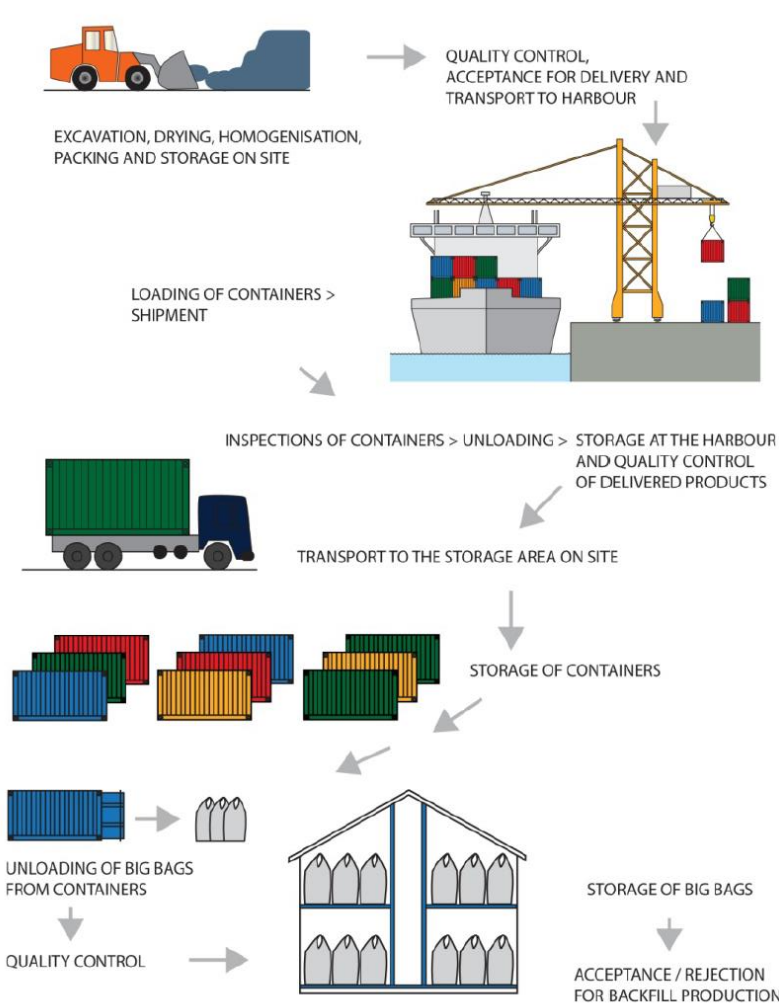 QUALITY CONTROL,
ACCEPTANCE FOR DELIVERY AND
TRANSPORT TO HARBOUR
EXCAVATION, DRYING, HOMOGENISATION,
PACKING AND STORAGE ON SITE
LOADING OF CONTAINERS >
SHIPMENT
INSPECTIONS OF CONTAINERS > UNLOADING > STORAGE AT THE HARBOUR
AND QUALITY CONTROL
OF DELIVERED PRODUCTS
TRANSPORT TO THE STORAGE AREA ON SITE
STORAGE OF CONTAINERS
UNLOADING OF BIG BAGS
FROM CONTAINERS
QUALITY CONTROL
STORAGE OF BIG BAGS
ACCEPTANCE / REJECTION
FOR BACKFILL PRODUCTION